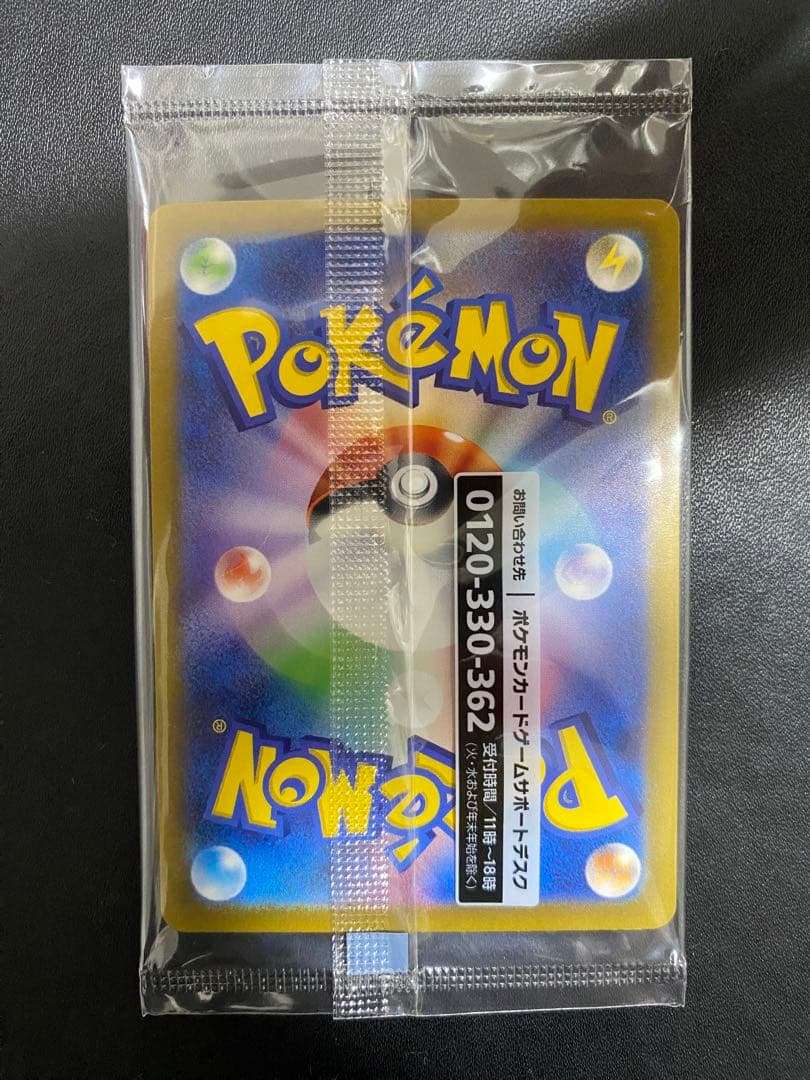 POKéMON
®
お問い合わせ先 | ポケモンカードゲームサポートデスク
0120-330-362 受付時間/11時~18時
(火・水および年末年始を除く)
POKéMON
®